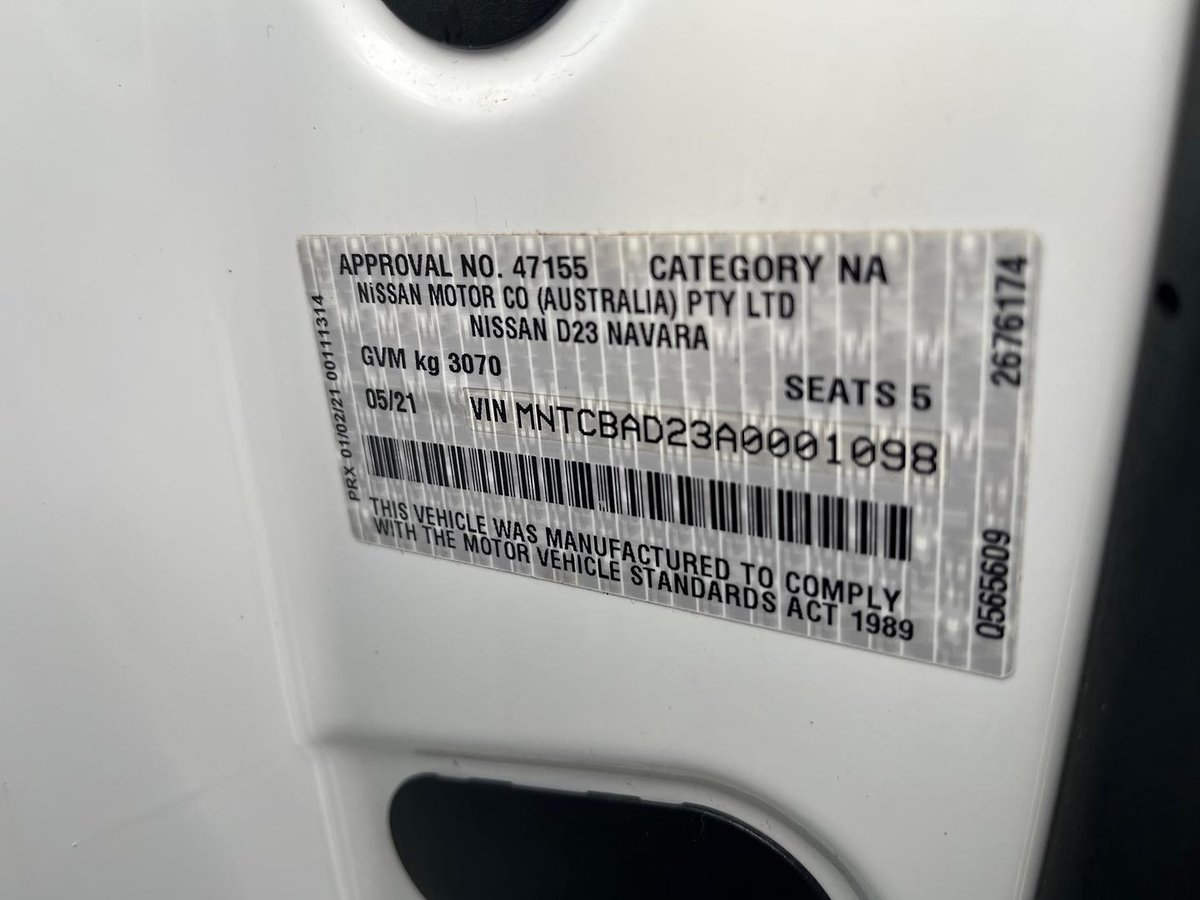 APPROVAL NO. 47155 CATEGORY NA
NISSAN MOTOR CO (AUSTRALIA) PTY LTD
NISSAN D23 NAVARA
GVM kg 3070
SEATS 5
05/21 VIN MNTCBAD23A0001098
THIS VEHICLE WAS MANUFACTURED TO COMPLY
WITH THE MOTOR VEHICLE STANDARDS ACT 1989
PRX 01/02/21 00111314
2676174
Q565609